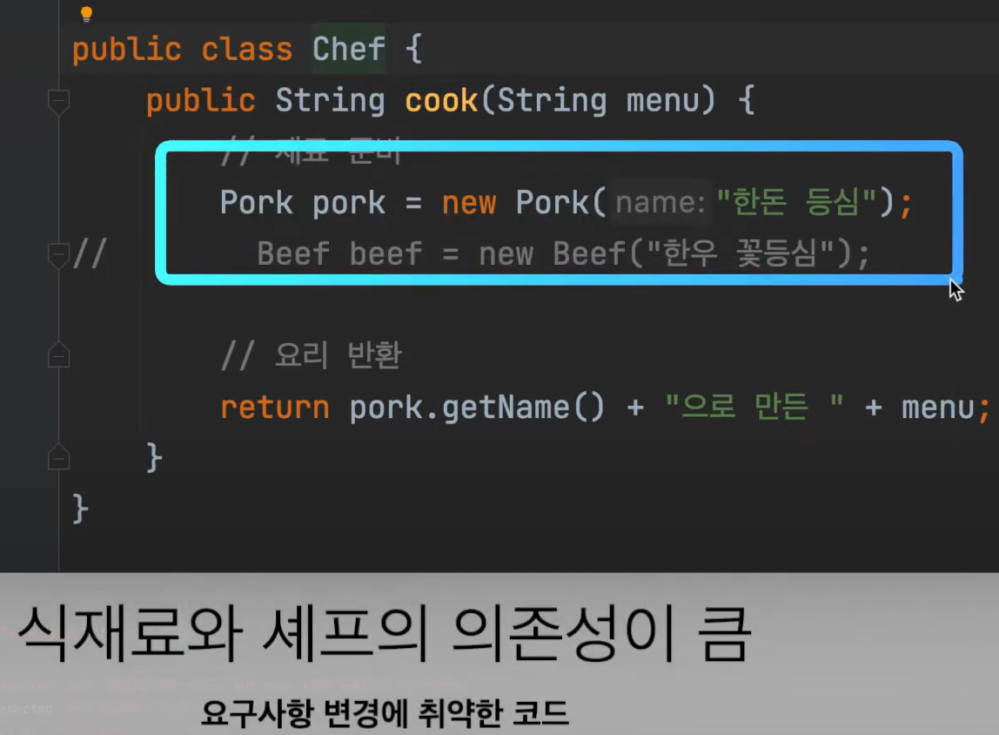 public class Chef {
public String cook(String menu) {
// 재료 준비
Pork pork = new Pork( name: "한돈 등심");
// Beef beef = new Beef("한우 꽃등심");
// 요리 반환
return pork.getName() + "으로 만든 " + menu;
}
}
식재료와 셰프의 의존성이 큼
요구사항 변경에 취약한 코드